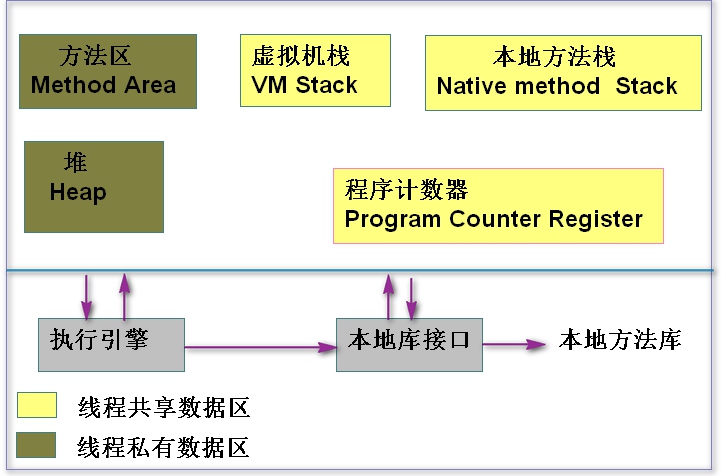 方法区
Method Area
虚拟机栈
VM Stack
本地方法栈
Native method Stack
堆
Heap
程序计数器
Program Counter Register
执行引擎
本地库接口
本地方法库
线程共享数据区
线程私有数据区